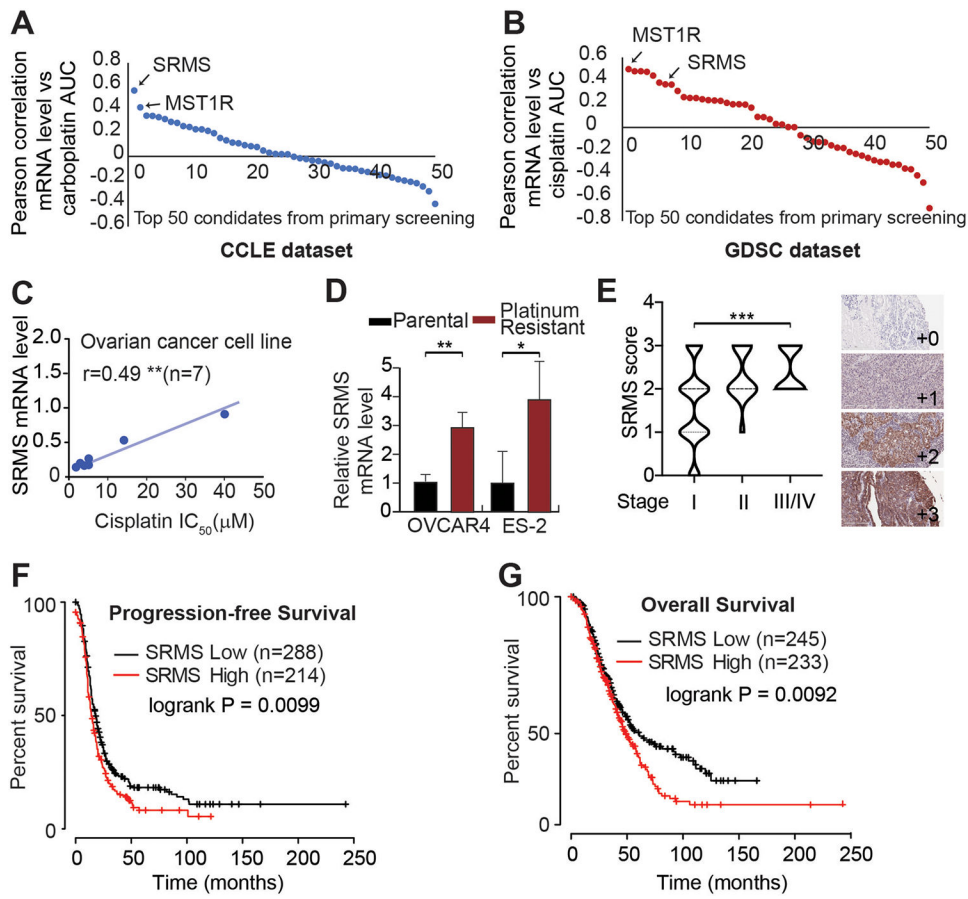 A
Pearson correlation
mRNA level vs
carboplatin AUC
0.8
0.6
0.4
0.2
0
-0.2
-0.4
-0.6
SRMS
MST1R
0 10 20 30 40 50
Top 50 candidates from primary screening
CCLE dataset
B
Pearson correlation
mRNA level vs
cisplatin AUC
0.6
0.4
0.2
0
-0.2
-0.4
-0.6
-0.8
MST1R
SRMS
0 10 20 30 40 50
Top 50 candidates from primary screening
GDSC dataset
C
SRMS mRNA level
2.0
1.5
1.0
0.5
0
Ovarian cancer cell line
r=0.49 **(n=7)
0 10 20 30 40 50
Cisplatin IC50(μM)
D
Parental
Platinum
Resistant
Relative SRMS
mRNA level
5
4
3
2
1
0
**
*
OVCAR4 ES-2
E
SRMS score
4
3
2
1
0
***
Stage I II III/IV
+0
+1
+2
+3
F
Percent survival
100
50
0
Progression-free Survival
SRMS Low (n=288)
SRMS High (n=214)
logrank P = 0.0099
0 50 100 150 200 250
Time (months)
G
Percent survival
100
50
0
Overall Survival
SRMS Low (n=245)
SRMS High (n=233)
logrank P = 0.0092
0 50 100 150 200 250
Time (months)